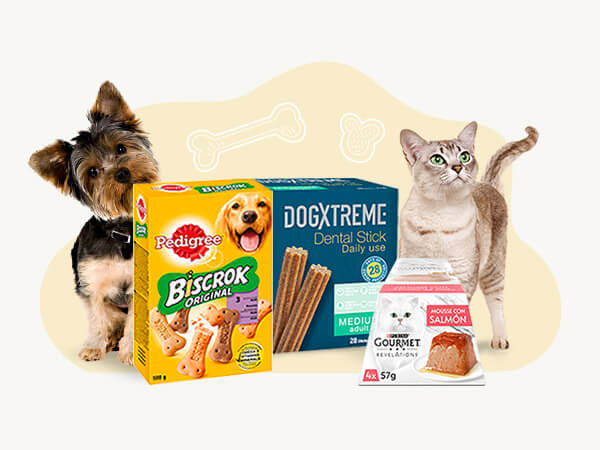 BISCROK
Pedigree
BISCROK
ORIGINAL
3
500 g
DOGXTREME
Dental Stick
Daily use
28
MEDIUM
adult
28
PURINA
GOURMET
REVELATIONS
MOUSSE CON
SALMÓN
4x 57g